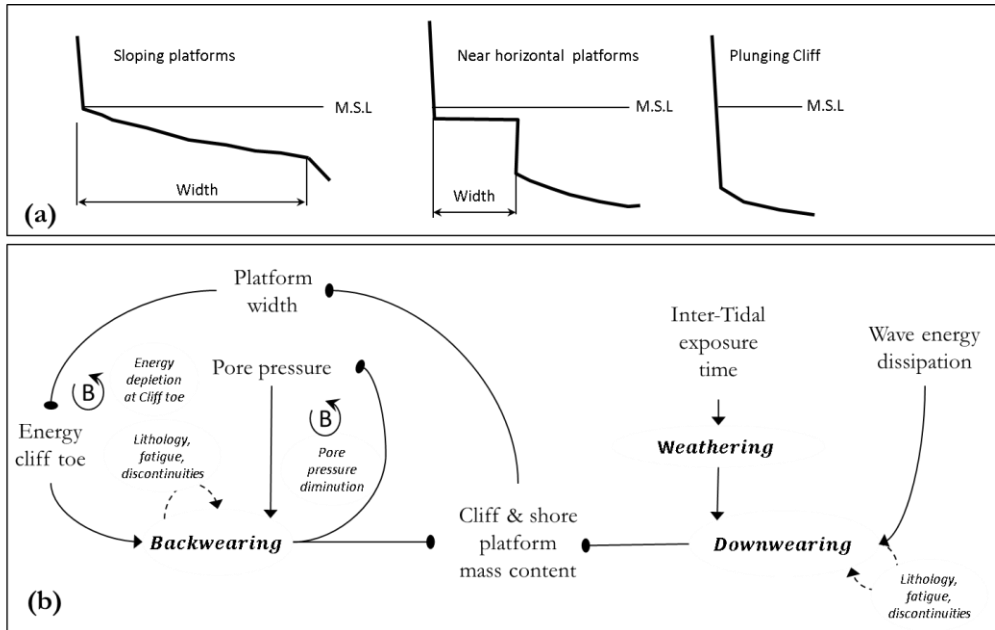 Sloping platforms
Near horizontal platforms
Plunging Cliff
M.S.L
M.S.L
M.S.L
Width
Width
(a)
Platform
width
Inter-Tidal
exposure
time
Wave energy
dissipation
Energy
depletion
at Cliff toe
B
Pore pressure
B
Pore
pressure
diminution
Energy
cliff toe
Lithology,
fatigue,
discontinuities
Weathering
Backwearing
Cliff & shore
platform
mass content
Downwearing
Lithology,
fatigue,
discontinuities
(b)